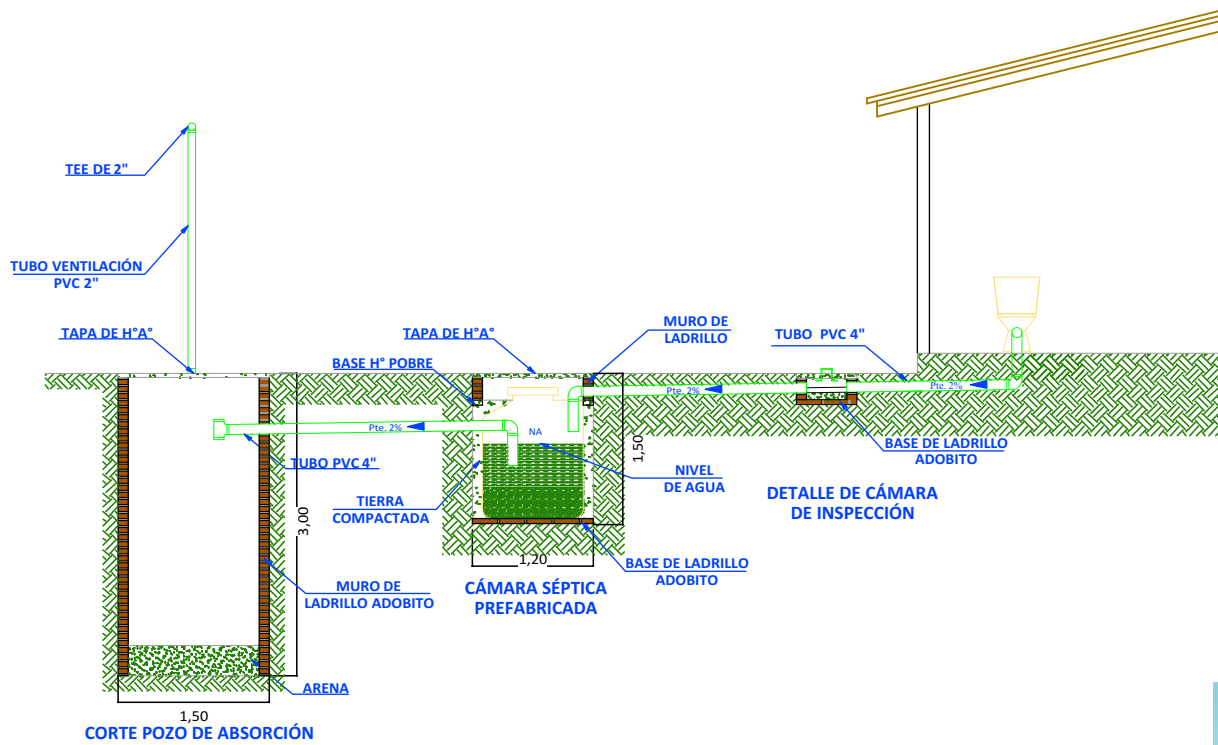 TEE DE 2"
TUBO VENTILACIÓN
PVC 2"
TAPA DE H°A°
TAPA DE H°A°
BASE H° POBRE
MURO DE
LADRILLO
TUBO PVC 4"
Pte. 2%
Pte. 2%
Pte. 2%
NA
1,50
BASE DE LADRILLO
ADOBITO
TUBO PVC 4"
NIVEL
DE AGUA
DETALLE DE CÁMARA
DE INSPECCIÓN
TIERRA
COMPACTADA
3,00
1,20
BASE DE LADRILLO
ADOBITO
MURO DE
LADRILLO ADOBITO
CÁMARA SÉPTICA
PREFABRICADA
ARENA
1,50
CORTE POZO DE ABSORCIÓN